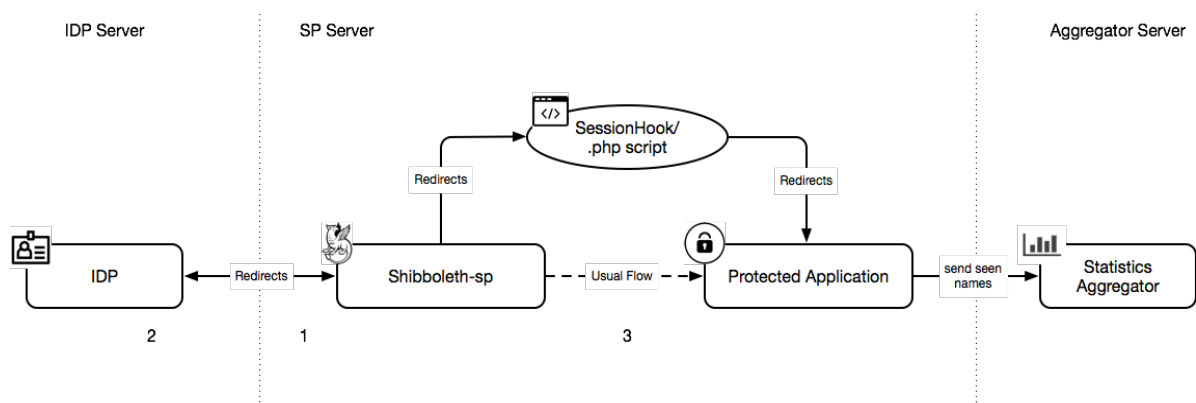 IDP Server
SP Server
Aggregator Server
</>
SessionHook/
.php script
Redirects
Redirects
IDP
Redirects
Shibboleth-sp
Usual Flow
Protected Application
send seen
names
Statistics
Aggregator
2
1
3